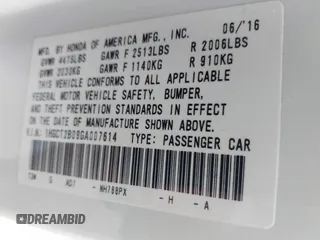 MFD. BY HONDA OF AMERICA MFG., INC. 06/'16
GVWR 4475LBS GAWR F 2513LBS R 2006LBS
GVWR 2030KG GAWR F 1140KG R 910KG
THIS VEHICLE CONFORMS TO ALL APPLICABLE
FEDERAL MOTOR VEHICLE SAFETY, BUMPER,
AND THEFT PREVENTION STANDARDS IN EFFECT
ON THE DATE OF MANUFACTURE SHOWN ABOVE.
V.I.N. TYPE: PASSENGER CAR
G NH788PX - H - A
DREAMBID